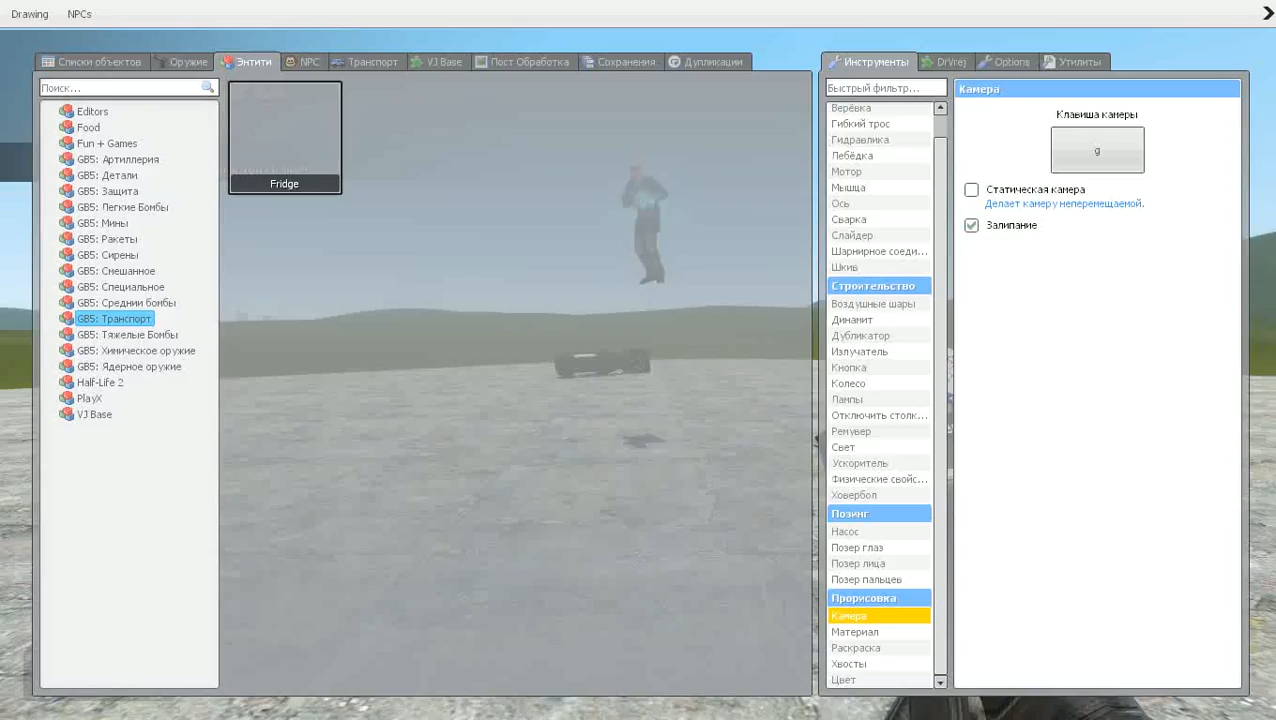 Drawing NPCs
Списки объектов Оружие Энтити NPC Транспорт VJ Base Пост Обработка Сохранения Дупликации
Поиск...
Editors
Food
Fun + Games
GB5: Артиллерия
GB5: Детали
GB5: Защита
GB5: Легкие Бомбы
GB5: Мины
GB5: Ракеты
GB5: Сирены
GB5: Смешанное
GB5: Специальное
GB5: Средний бомбы
GB5: Транспорт
GB5: Тяжелые Бомбы
GB5: Химическое оружие
GB5: Ядерное оружие
Half-Life 2
PlayX
VJ Base
Fridge
Инструменты DrVrej Options Утилиты
Быстрый фильтр...
Верёвка
Гибкий трос
Гидравлика
Лебёдка
Мотор
Мышца
Ось
Сварка
Слайдер
Шарнирное соеди...
Шкив
Строительство
Воздушные шары
Динамит
Дубликатор
Излучатель
Кнопка
Колесо
Лампы
Отключить столк...
Ремувер
Свет
Ускоритель
Физические свойс...
Ховербол
Позинг
Насос
Позер глаз
Позер лица
Позер пальцев
Прорисовка
Камера
Материал
Раскраска
Хвосты
Цвет
Камера
Клавиша камеры
g
Статическая камера
Делает камеру неперемещаемой.
Залипание